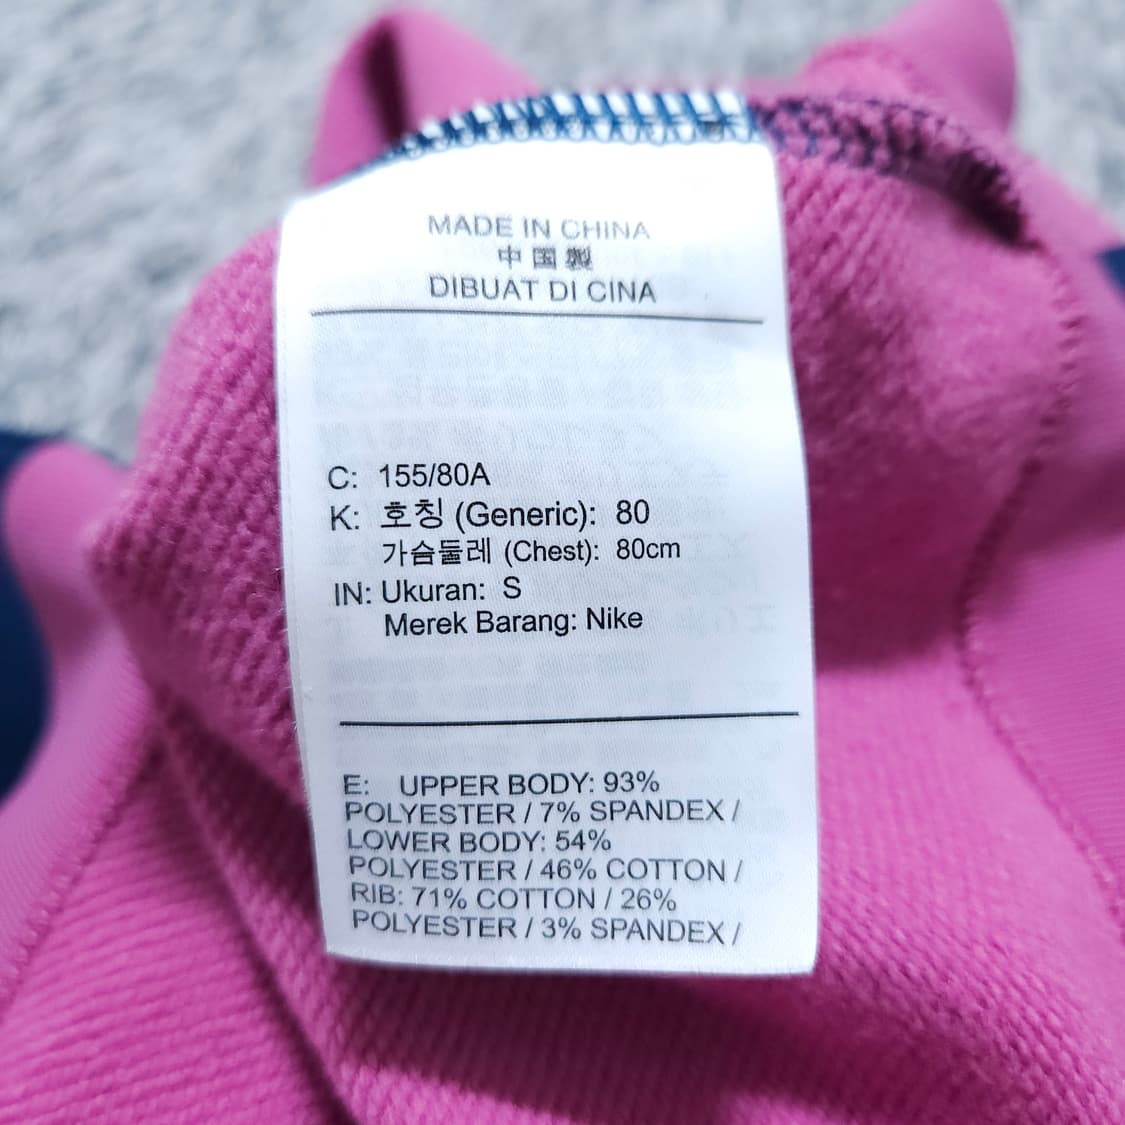 MADE IN CHINA
中国製
DIBUAT DI CINA
C: 155/80A
K: 호칭 (Generic): 80
가슴둘레 (Chest): 80cm
IN: Ukuran: S
Merek Barang: Nike
E: UPPER BODY: 93%
POLYESTER / 7% SPANDEX /
LOWER BODY: 54%
POLYESTER / 46% COTTON /
RIB: 71% COTTON / 26%
POLYESTER / 3% SPANDEX /